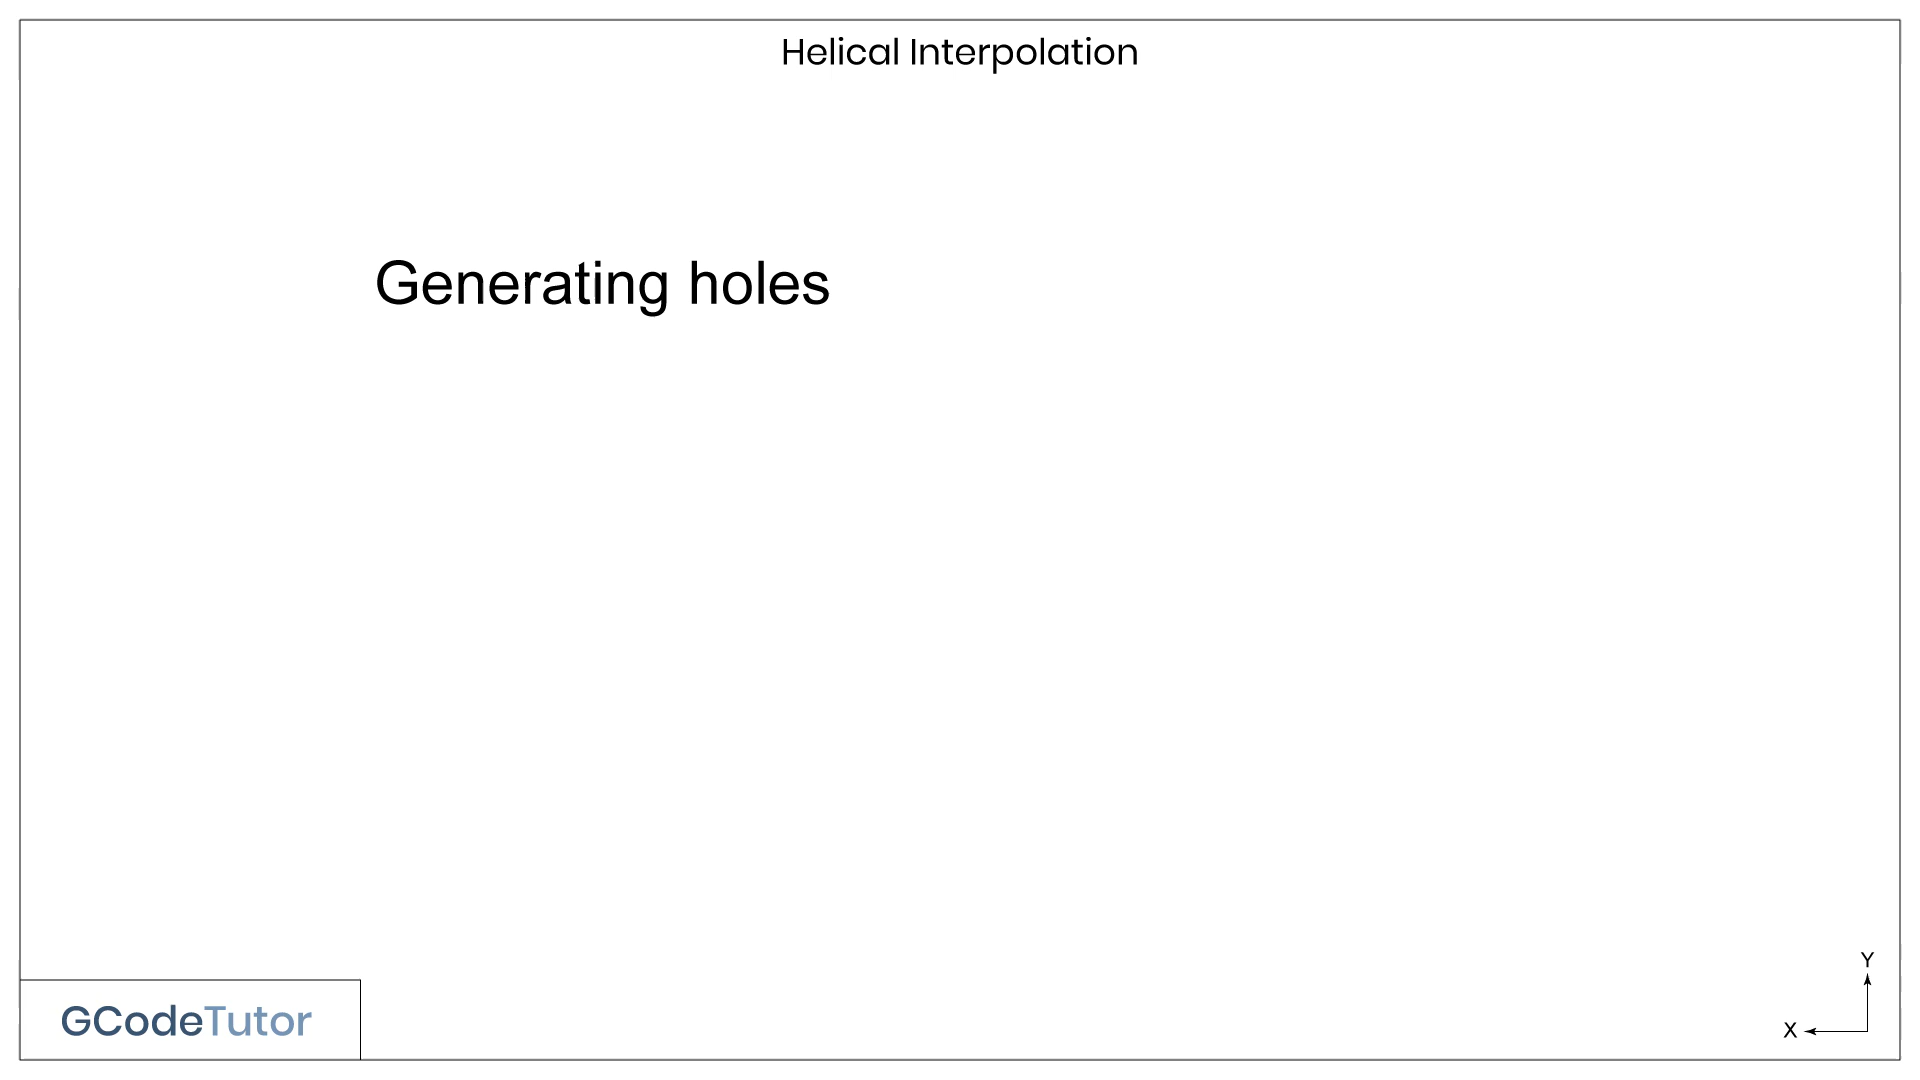 Helical Interpolation
Generating holes
GCodeTutor
Y
X